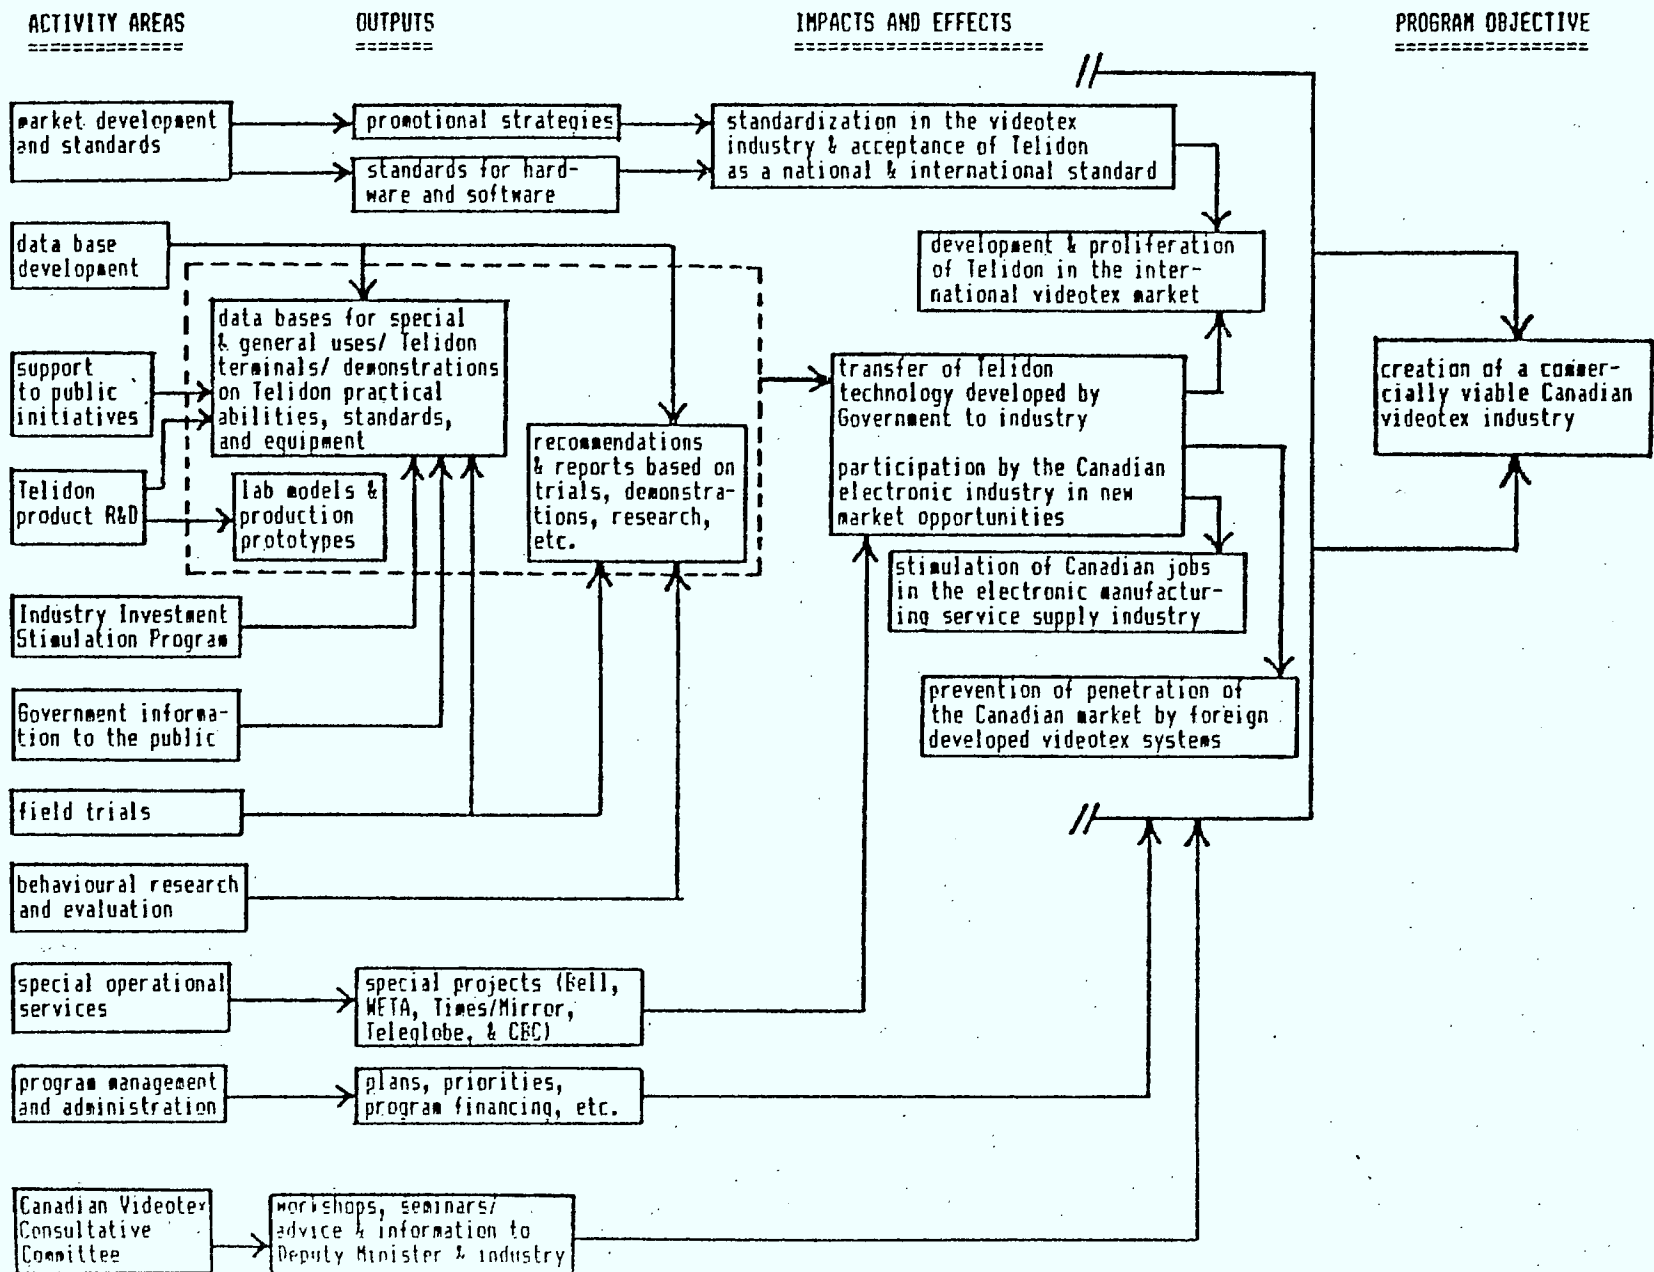 ACTIVITY AREAS
OUTPUTS
IMPACTS AND EFFECTS
PROGRAM OBJECTIVE
market development
and standards
promotional strategies
standards for hard-
ware and software
standardization in the videotex
industry & acceptance of Telidon
as a national & international standard
data base
development
development & proliferation
of Telidon in the inter-
national videotex market
data bases for special
& general uses/ Telidon
terminals/ demonstrations
on Telidon practical
abilities, standards,
and equipment
support
to public
initiatives
transfer of Telidon
technology developed by
Government to industry
participation by the Canadian
electronic industry in new
market opportunities
creation of a commer-
cially viable Canadian
videotex industry
recommendations
& reports based on
trials, demonstra-
tions, research,
etc.
Telidon
product R&D
lab models &
production
prototypes
stimulation of Canadian jobs
in the electronic manufactur-
ing service supply industry
Industry Investment
Stimulation Program
prevention of penetration of
the Canadian market by foreign
developed videotex systems
Government informa-
tion to the public
field trials
behavioural research
and evaluation
special operational
services
special projects (Bell,
WETA, Times/Mirror,
Teleglobe, & CBC)
program management
and administration
plans, priorities,
program financing, etc.
Canadian Videotex
Consultative
Committee
workshops, seminars/
advice & information to
Deputy Minister & industry